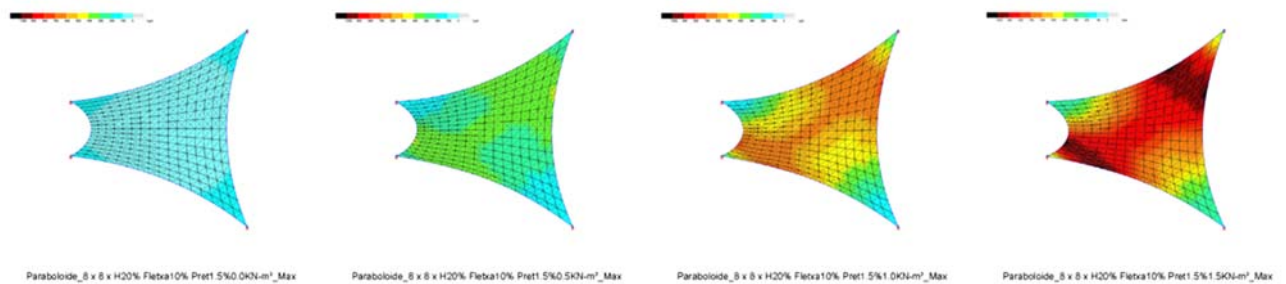 Paraboloide_8 x 8 x H20% Fletxa10% Pret1.5%0.0KN-m²_Max
Paraboloide_8 x 8 x H20% Fletxa10% Pret1.5%0.5KN-m²_Max
Paraboloide_8 x 8 x H20% Fletxa10% Pret1.5%1.0KN-m²_Max
Paraboloide_8 x 8 x H20% Fletxa10% Pret1.5%1.5KN-m²_Max